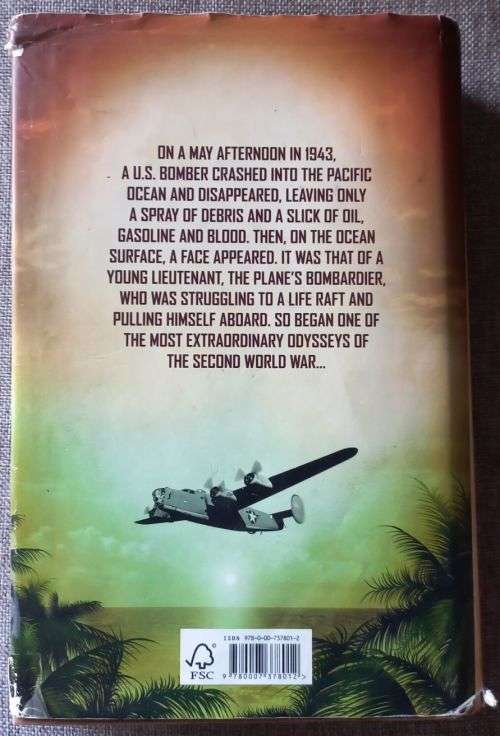 ON A MAY AFTERNOON IN 1943,
A U.S. BOMBER CRASHED INTO THE PACIFIC
OCEAN AND DISAPPEARED, LEAVING ONLY
A SPRAY OF DEBRIS AND A SLICK OF OIL,
GASOLINE AND BLOOD. THEN, ON THE OCEAN
SURFACE, A FACE APPEARED. IT WAS THAT OF A
YOUNG LIEUTENANT, THE PLANE'S BOMBARDIER,
WHO WAS STRUGGLING TO A LIFE RAFT AND
PULLING HIMSELF ABOARD. SO BEGAN ONE OF
THE MOST EXTRAORDINARY ODYSSEYS OF
THE SECOND WORLD WAR...
ISBN 978-0-00-737801-2
FSC
9 780007 378012 >